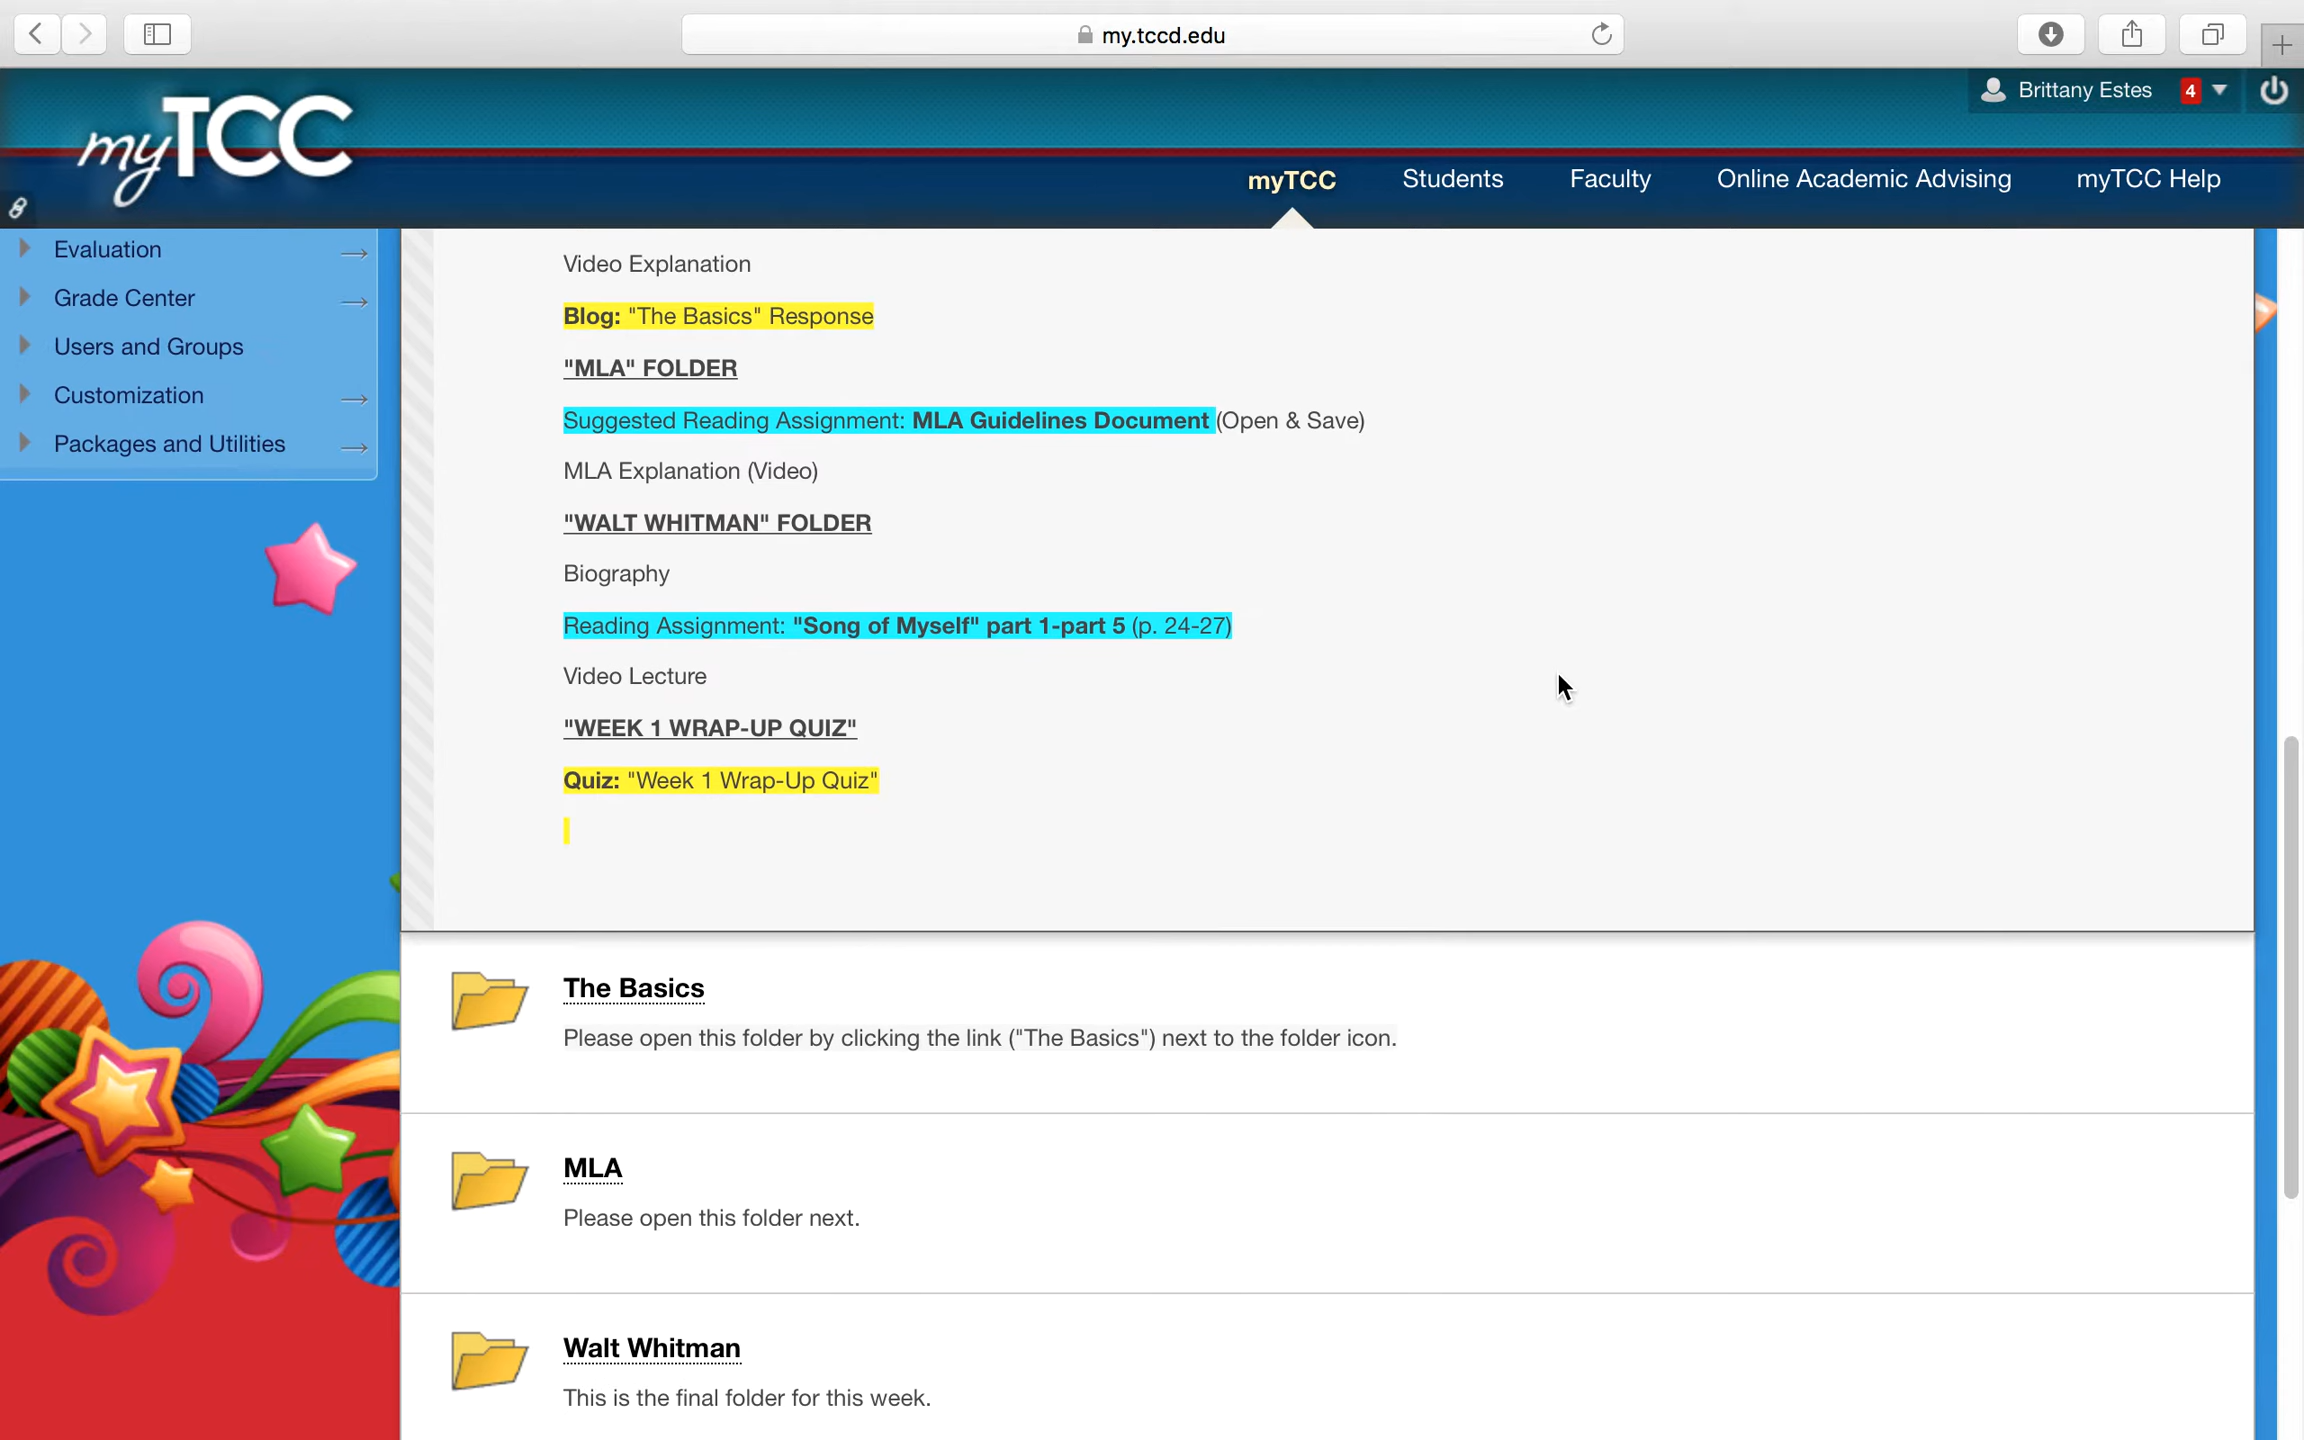 my.tccd.edu
Brittany Estes 4
myTCC
myTCC Students Faculty Online Academic Advising myTCC Help
Evaluation
Grade Center
Users and Groups
Customization
Packages and Utilities
Video Explanation
Blog: "The Basics" Response
"MLA" FOLDER
Suggested Reading Assignment: MLA Guidelines Document (Open & Save)
MLA Explanation (Video)
"WALT WHITMAN" FOLDER
Biography
Reading Assignment: "Song of Myself" part 1-part 5 (p. 24-27)
Video Lecture
"WEEK 1 WRAP-UP QUIZ"
Quiz: "Week 1 Wrap-Up Quiz"
The Basics
Please open this folder by clicking the link ("The Basics") next to the folder icon.
MLA
Please open this folder next.
Walt Whitman
This is the final folder for this week.